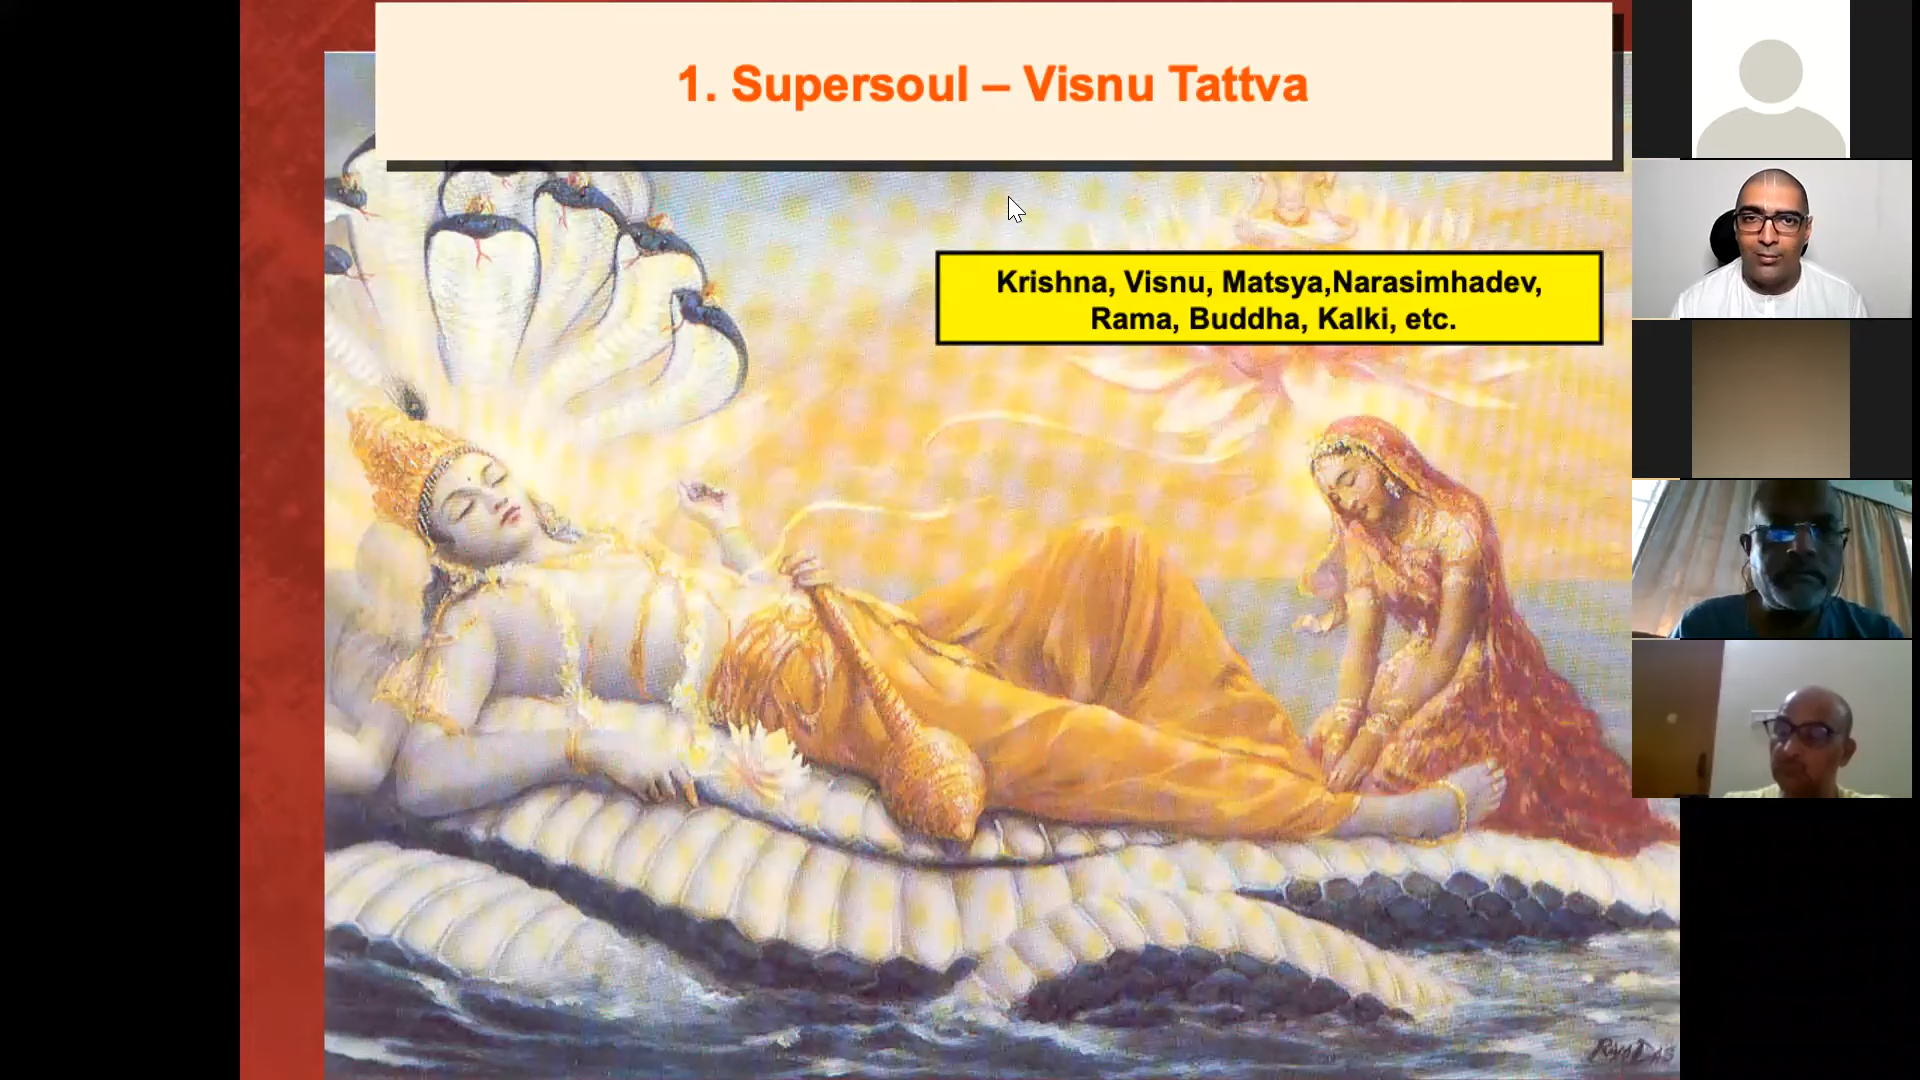 1. Supersoul – Visnu Tattva
Krishna, Visnu, Matsya,Narasimhadev,
Rama, Buddha, Kalki, etc.